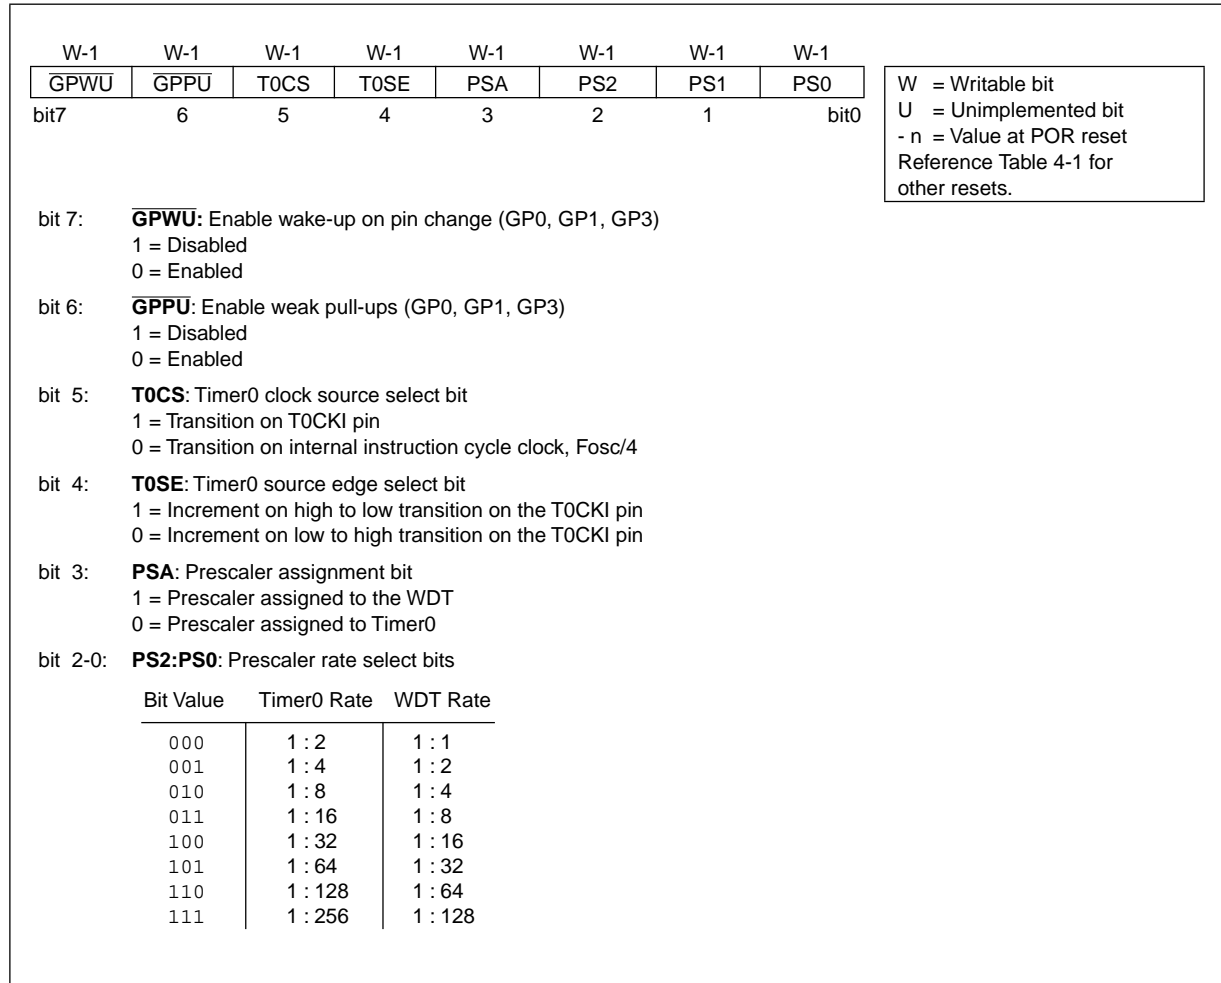 W-1 W-1 W-1 W-1 W-1 W-1 W-1 W-1
GPWU GPPU T0CS T0SE PSA PS2 PS1 PS0
bit7 6 5 4 3 2 1 bit0
W = Writable bit
U = Unimplemented bit
- n = Value at POR reset
Reference Table 4-1 for
other resets.
bit 7: GPWU: Enable wake-up on pin change (GP0, GP1, GP3)
1 = Disabled
0 = Enabled
bit 6: GPPU: Enable weak pull-ups (GP0, GP1, GP3)
1 = Disabled
0 = Enabled
bit 5: T0CS: Timer0 clock source select bit
1 = Transition on T0CKI pin
0 = Transition on internal instruction cycle clock, Fosc/4
bit 4: T0SE: Timer0 source edge select bit
1 = Increment on high to low transition on the T0CKI pin
0 = Increment on low to high transition on the T0CKI pin
bit 3: PSA: Prescaler assignment bit
1 = Prescaler assigned to the WDT
0 = Prescaler assigned to Timer0
bit 2-0: PS2:PS0: Prescaler rate select bits
Bit Value Timer0 Rate WDT Rate
000 1 : 2 1 : 1
001 1 : 4 1 : 2
010 1 : 8 1 : 4
011 1 : 16 1 : 8
100 1 : 32 1 : 16
101 1 : 64 1 : 32
110 1 : 128 1 : 64
111 1 : 256 1 : 128